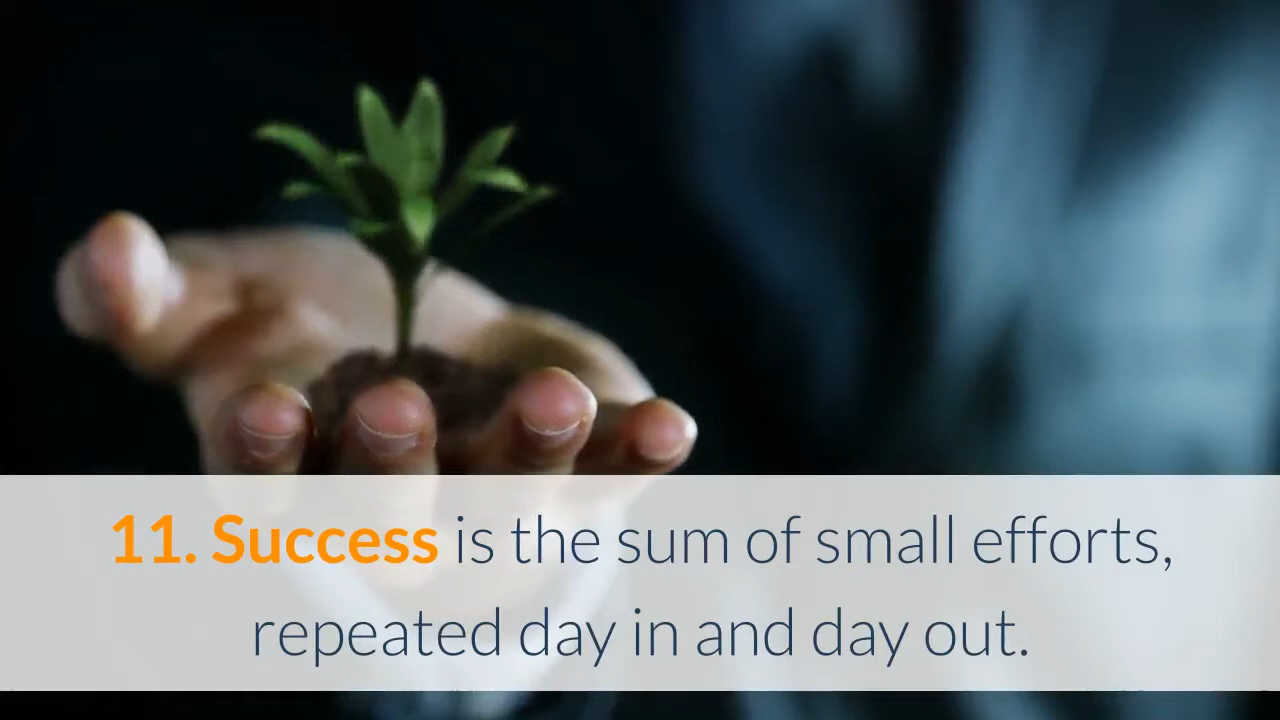 11. Success is the sum of small efforts,
repeated day in and day out.